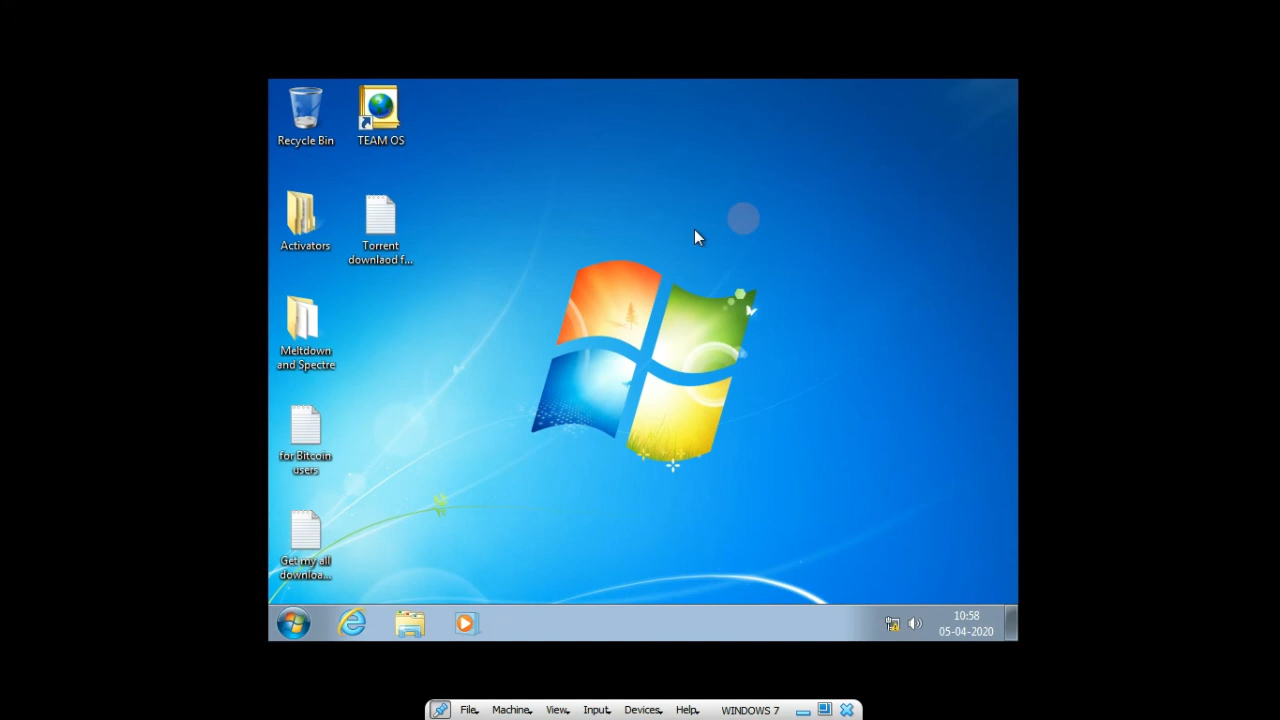 Recycle Bin
TEAM OS
Activators
Torrent
downlaod f...
Meltdown
and Spectre
for Bitcoin
users
Get my all
downloa...
10:58
05-04-2020
File
Machine
View
Input
Devices
Help
WINDOWS 7